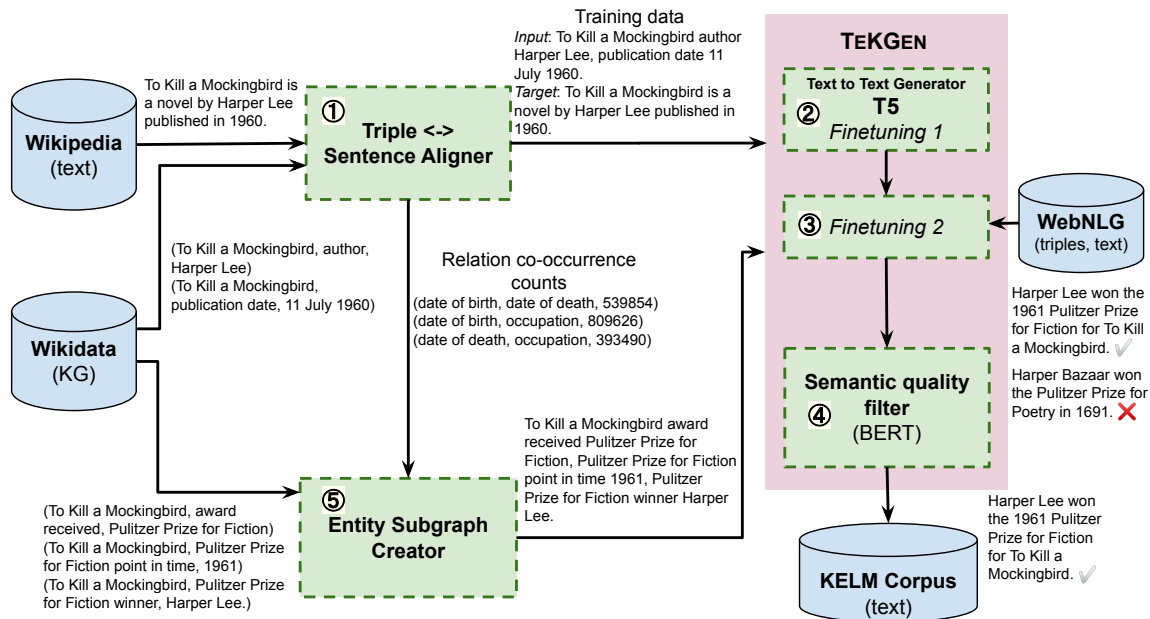 Training data
Input: To Kill a Mockingbird author
Harper Lee, publication date 11
July 1960.
Target: To Kill a Mockingbird is a
novel by Harper Lee published in
1960.
To Kill a Mockingbird is
a novel by Harper Lee
published in 1960.
Wikipedia
(text)
①
Triple <->
Sentence Aligner
TEKGEN
Text to Text Generator
② T5
Finetuning 1
③ Finetuning 2
WebNLG
(triples, text)
(To Kill a Mockingbird, author,
Harper Lee)
(To Kill a Mockingbird,
publication date, 11 July 1960)
Relation co-occurrence
counts
(date of birth, date of death, 539854)
(date of birth, occupation, 809626)
(date of death, occupation, 393490)
Wikidata
(KG)
Harper Lee won the
1961 Pulitzer Prize
for Fiction for To Kill
a Mockingbird. ✓
Harper Bazaar won
the Pulitzer Prize for
Poetry in 1691. ❌
Semantic quality
filter
④ (BERT)
To Kill a Mockingbird award
received Pulitzer Prize for
Fiction, Pulitzer Prize for Fiction
point in time 1961, Pulitzer
Prize for Fiction winner Harper
Lee.
⑤
Entity Subgraph
Creator
(To Kill a Mockingbird, award
received, Pulitzer Prize for Fiction)
(To Kill a Mockingbird, Pulitzer Prize
for Fiction point in time, 1961)
(To Kill a Mockingbird, Pulitzer Prize
for Fiction winner, Harper Lee.)
KELM Corpus
(text)
Harper Lee won
the 1961 Pulitzer
Prize for Fiction
for To Kill a
Mockingbird. ✓